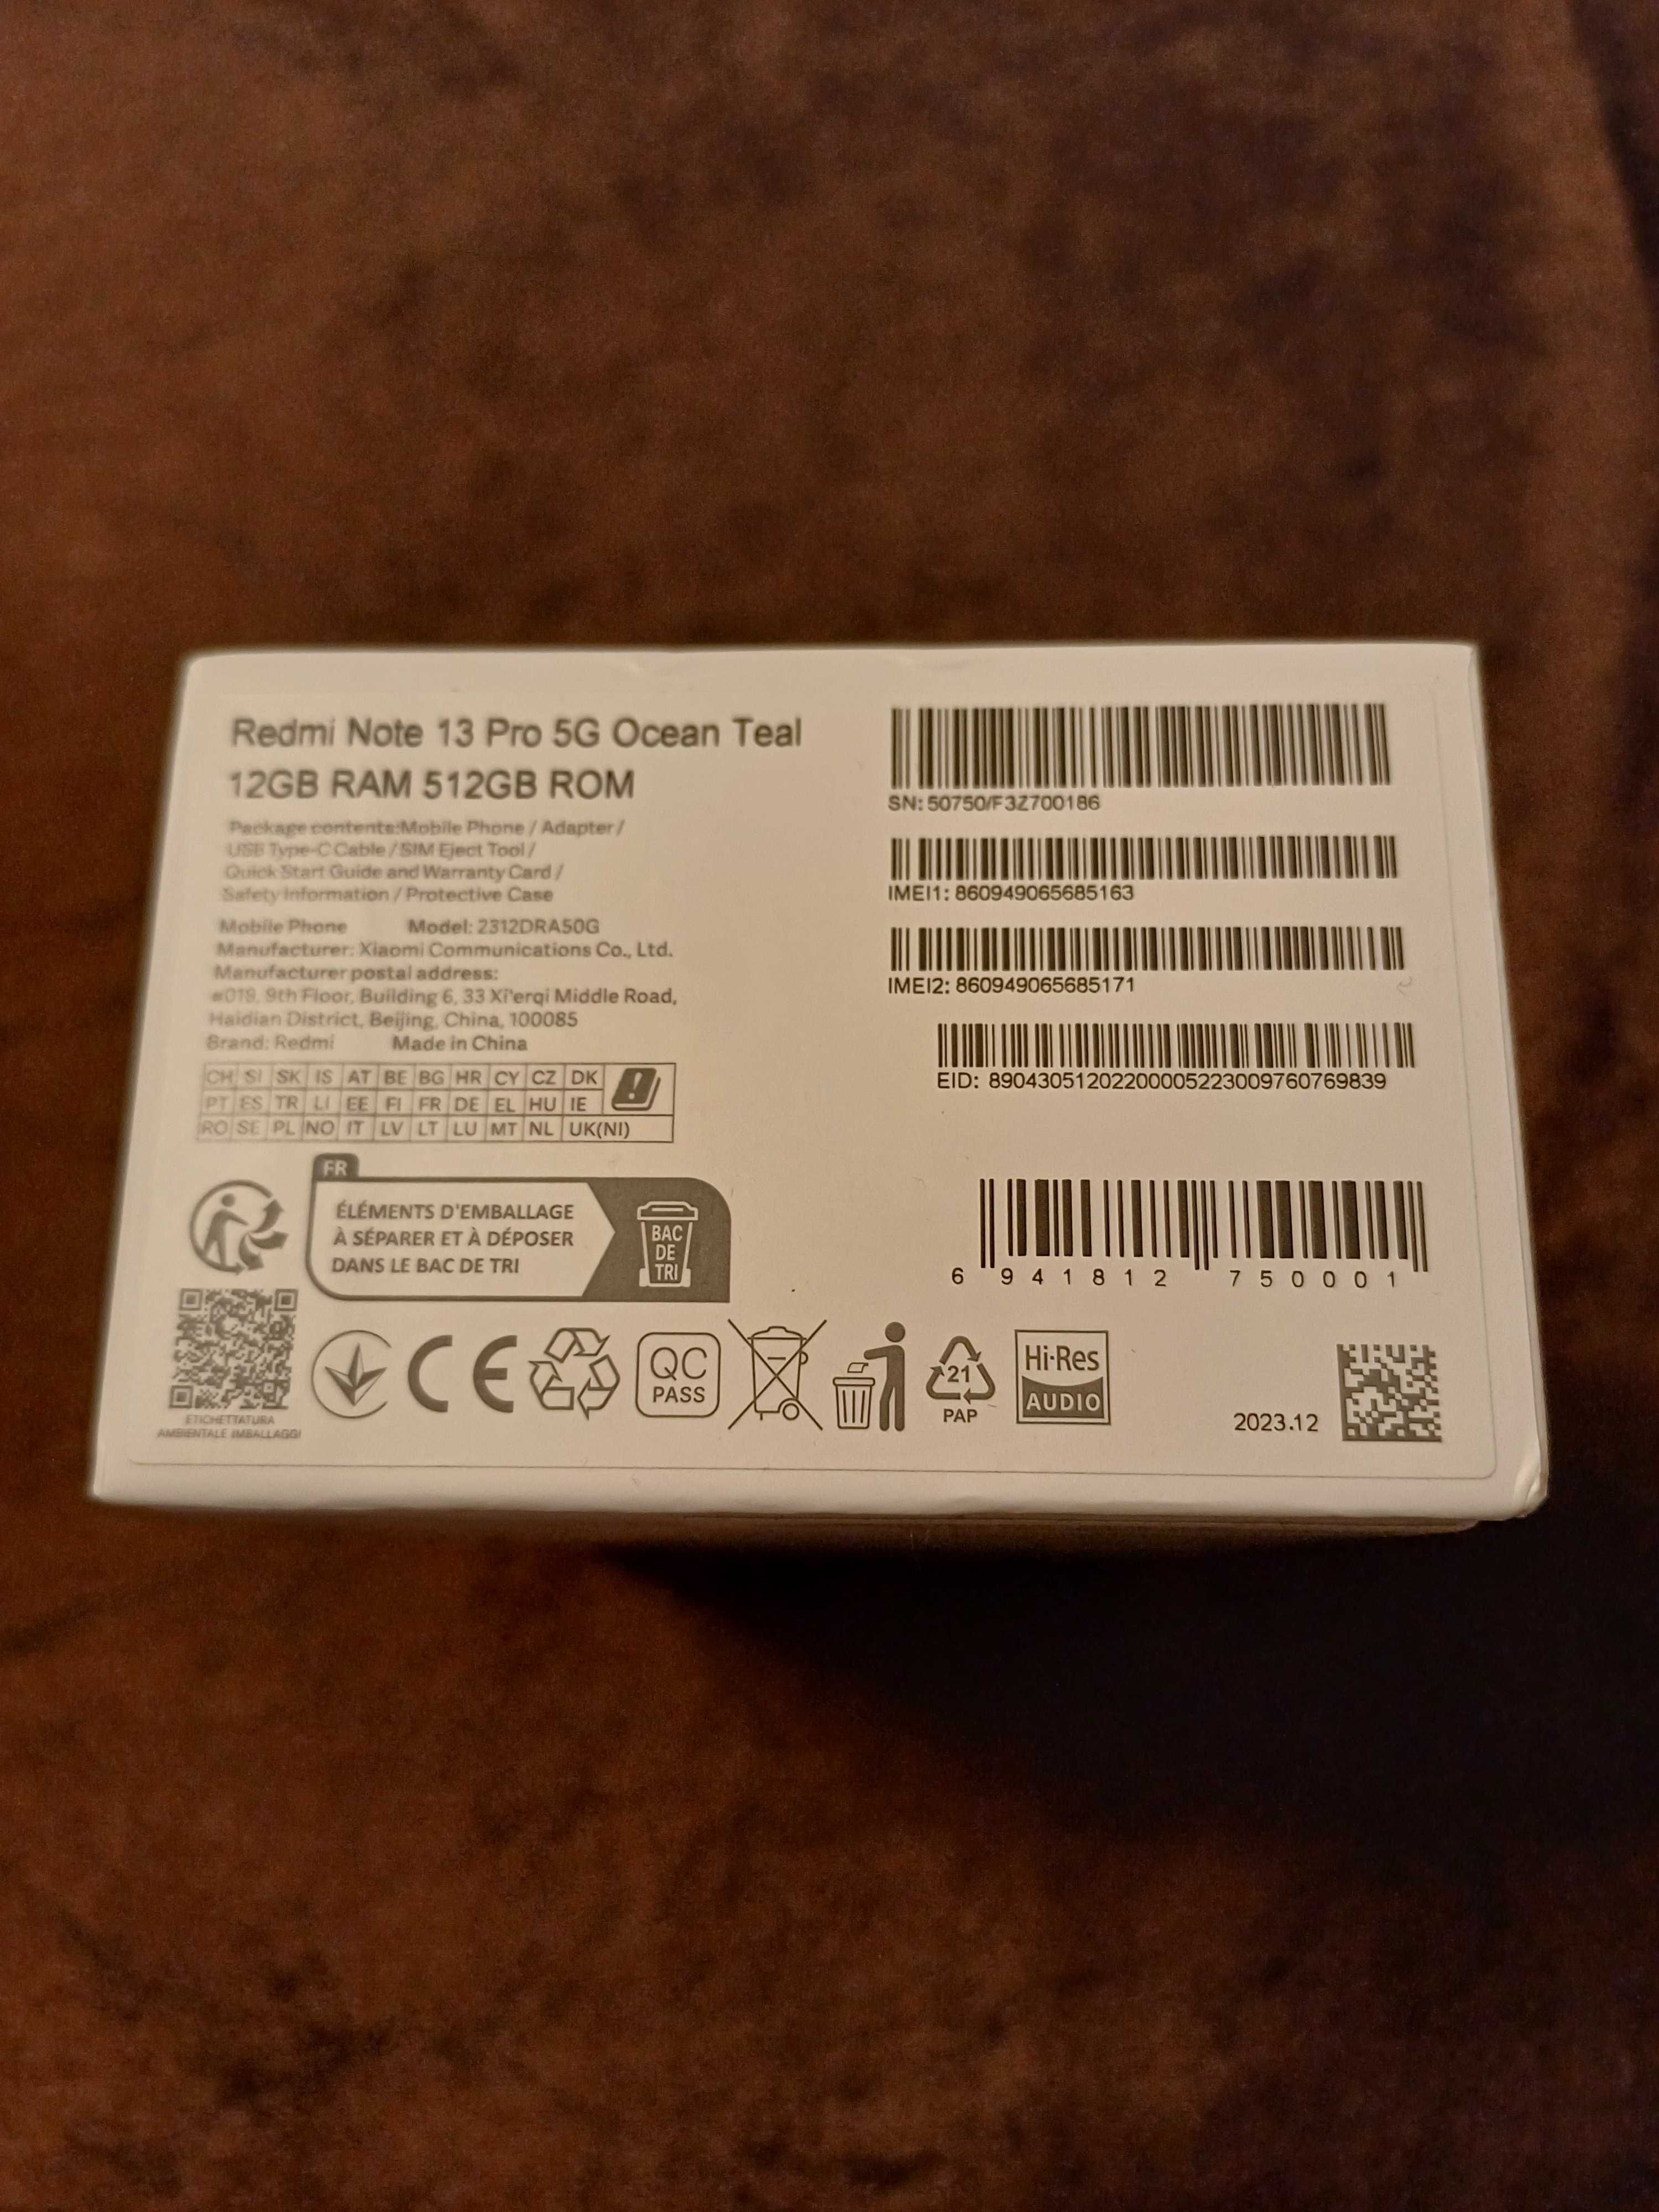 Redmi Note 13 Pro 5G Ocean Teal
12GB RAM 512GB ROM
Package contents:Mobile Phone / Adapter /
USB Type-C Cable / SIM Eject Tool /
Quick Start Guide and Warranty Card /
Safety Information / Protective Case
Mobile Phone Model: 2312DRA50G
Manufacturer: Xiaomi Communications Co., Ltd.
Manufacturer postal address:
#019, 9th Floor, Building 6, 33 Xi'erqi Middle Road,
Haidian District, Beijing, China, 100085
Brand: Redmi Made in China
CH SI SK IS AT BE BG HR CY CZ DK
PT ES TR LI EE FI FR DE EL HU IE
RO SE PL NO IT LV LT LU MT NL UK(NI)
FR
ÉLÉMENTS D'EMBALLAGE
À SÉPARER ET À DÉPOSER
DANS LE BAC DE TRI
BAC
DE
TRI
ETICHETTATURA
AMBIENTALE IMBALLAGGI
CE
QC
PASS
21
PAP
Hi-Res
AUDIO
SN: 50750/F3Z700186
IMEI1: 860949065685163
IMEI2: 860949065685171
EID: 89043051202200005223009760769839
6 941812 750001
2023.12